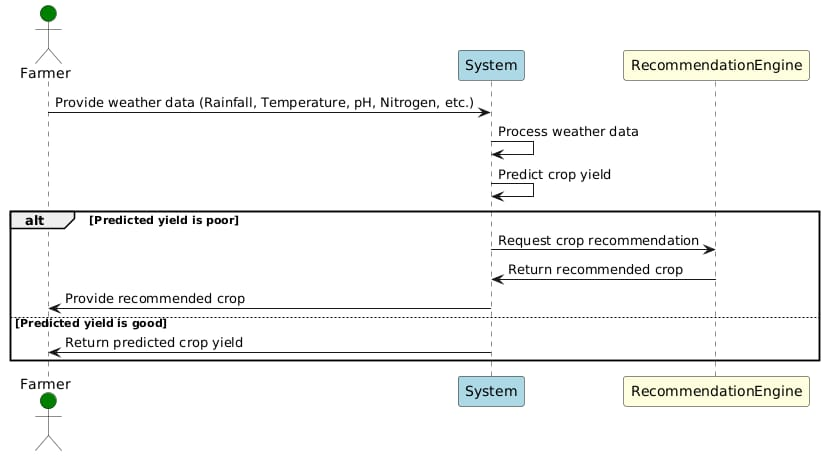 Farmer
System
RecommendationEngine
Provide weather data (Rainfall, Temperature, pH, Nitrogen, etc.)
Process weather data
Predict crop yield
alt
[Predicted yield is poor]
Request crop recommendation
Return recommended crop
Provide recommended crop
[Predicted yield is good]
Return predicted crop yield
Farmer
System
RecommendationEngine